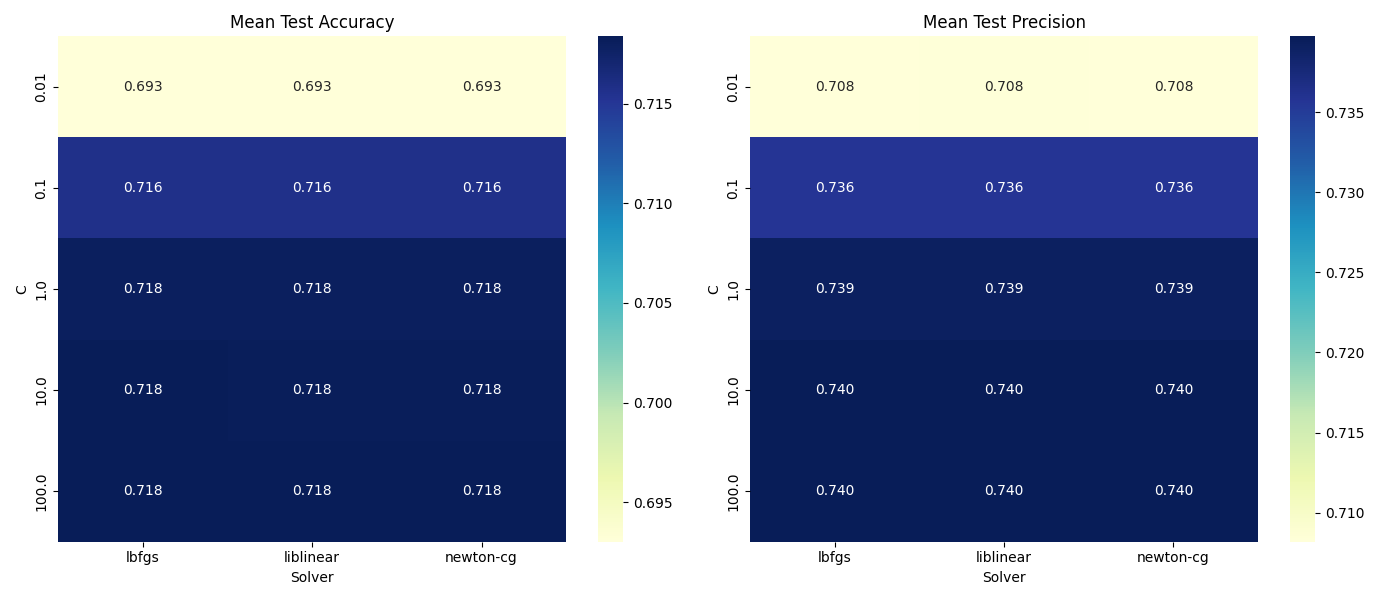 Mean Test Accuracy
0.01 0.693 0.693 0.693
0.1 0.716 0.716 0.716
C 1.0 0.718 0.718 0.718
10.0 0.718 0.718 0.718
100.0 0.718 0.718 0.718
lbfgs liblinear newton-cg
Solver
0.715
0.710
0.705
0.700
0.695
Mean Test Precision
0.01 0.708 0.708 0.708
0.1 0.736 0.736 0.736
C 1.0 0.739 0.739 0.739
10.0 0.740 0.740 0.740
100.0 0.740 0.740 0.740
lbfgs liblinear newton-cg
Solver
0.735
0.730
0.725
0.720
0.715
0.710